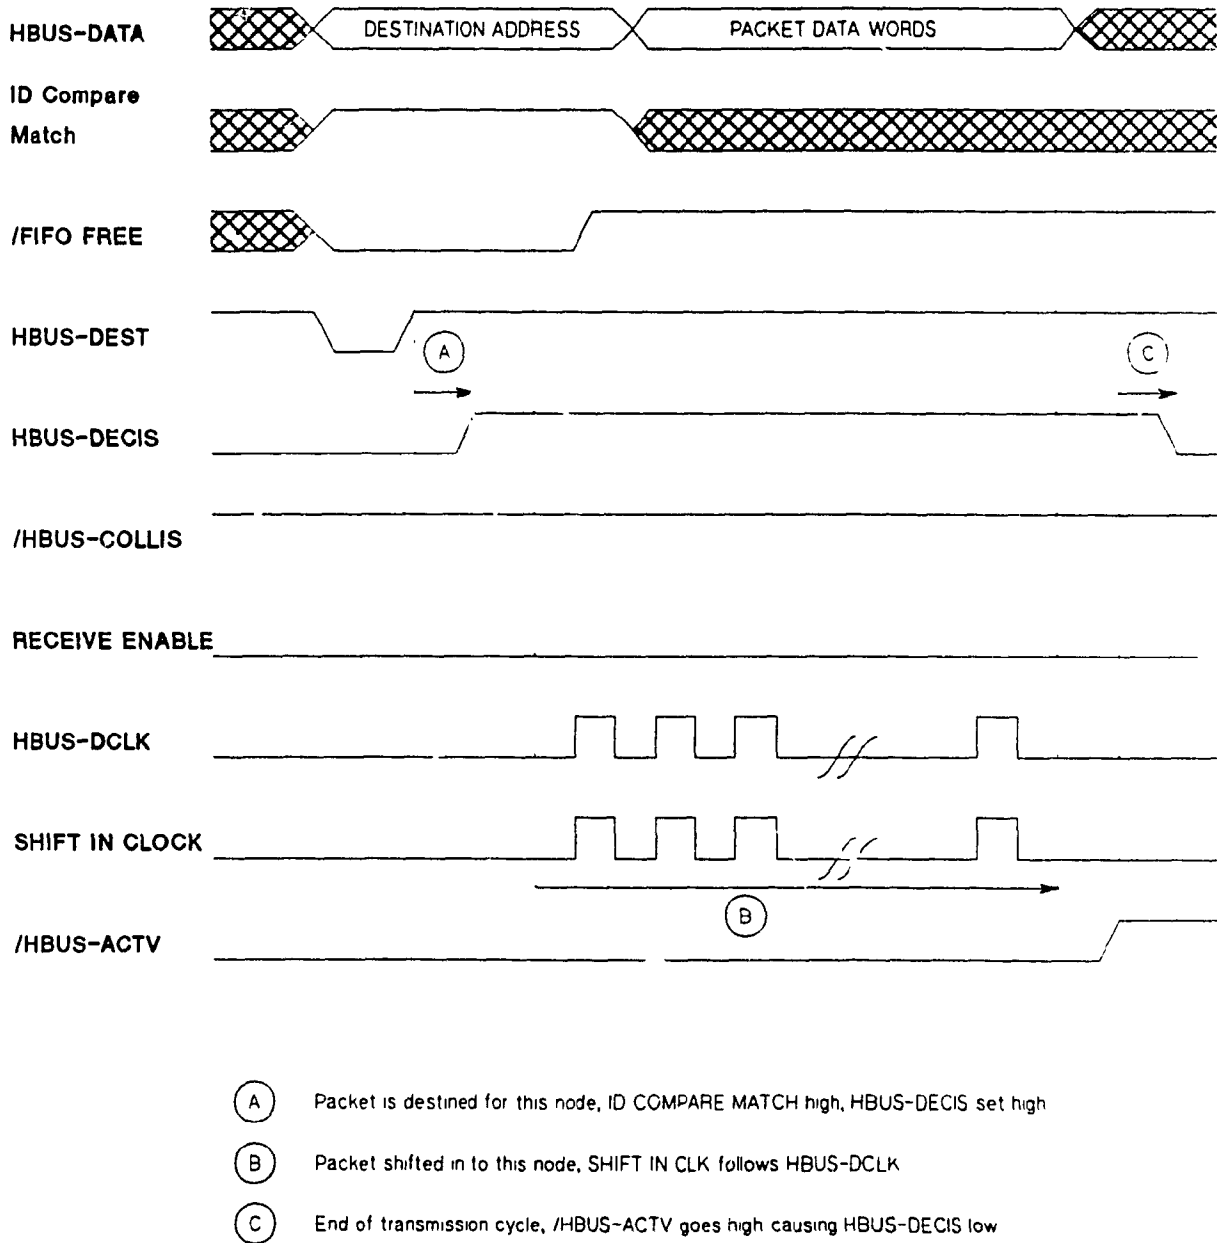 HBUS-DATA
DESTINATION ADDRESS
PACKET DATA WORDS
ID Compare
Match
/FIFO FREE
HBUS-DEST
A
C
HBUS-DECIS
/HBUS-COLLIS
RECEIVE ENABLE
HBUS-DCLK
SHIFT IN CLOCK
B
/HBUS-ACTV
A Packet is destined for this node, ID COMPARE MATCH high, HBUS-DECIS set high
B Packet shifted in to this node, SHIFT IN CLK follows HBUS-DCLK
C End of transmission cycle, /HBUS-ACTV goes high causing HBUS-DECIS low